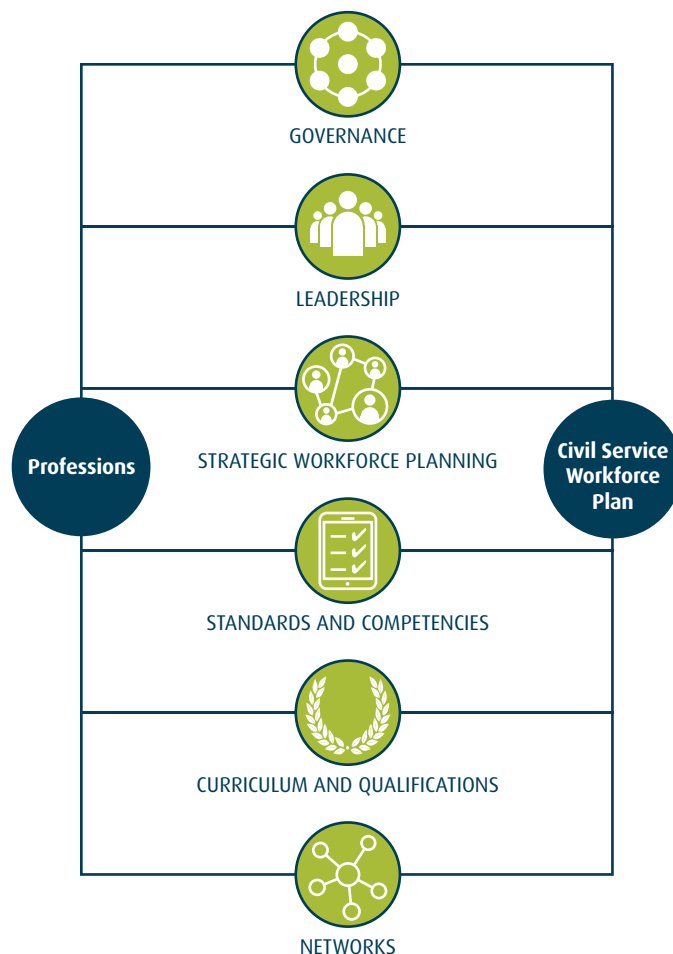 GOVERNANCE
LEADERSHIP
STRATEGIC WORKFORCE PLANNING
Professions
Civil Service
Workforce
Plan
STANDARDS AND COMPETENCIES
CURRICULUM AND QUALIFICATIONS
NETWORKS